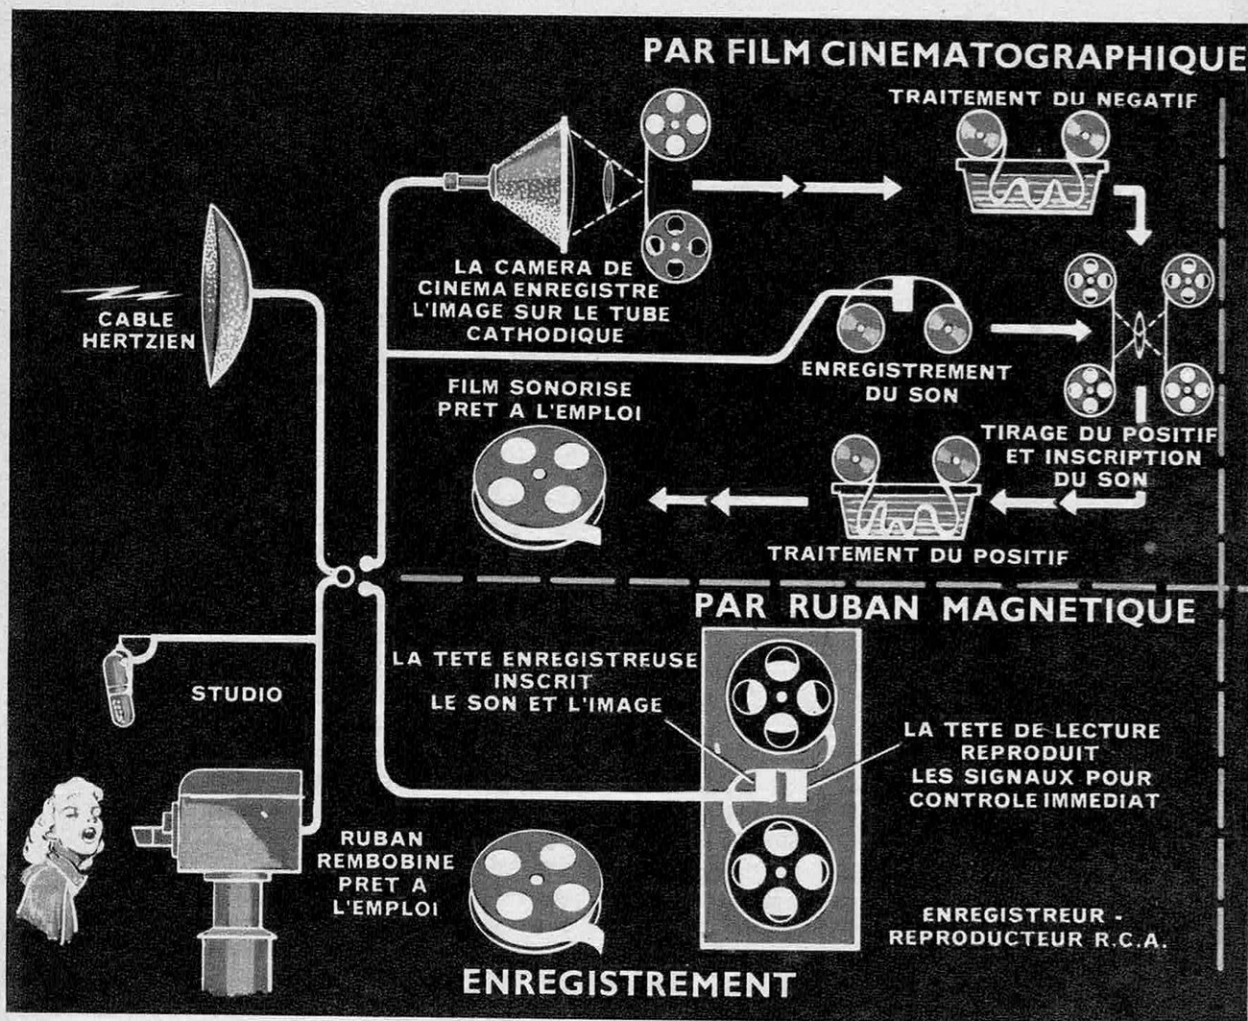 PAR FILM CINEMATOGRAPHIQUE
TRAITEMENT DU NEGATIF
LA CAMERA DE
CINEMA ENREGISTRE
L'IMAGE SUR LE TUBE
CATHODIQUE
CABLE
HERTZIEN
ENREGISTREMENT
DU SON
FILM SONORISE
PRET A L'EMPLOI
TIRAGE DU POSITIF
ET INSCRIPTION
DU SON
TRAITEMENT DU POSITIF
PAR RUBAN MAGNETIQUE
LA TETE ENREGISTREUSE
INSCRIT
LE SON ET L'IMAGE
STUDIO
LA TETE DE LECTURE
REPRODUIT
LES SIGNAUX POUR
CONTROLE IMMEDIAT
RUBAN
REMBOBINE
PRET A
L'EMPLOI
ENREGISTREUR -
REPRODUCTEUR R.C.A.
ENREGISTREMENT